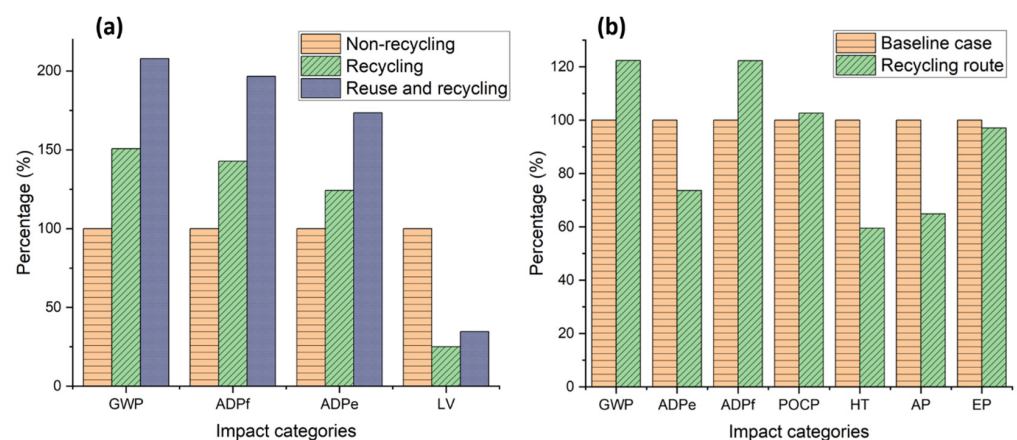 (a)
Non-recycling
Recycling
Reuse and recycling
200
150
100
50
0
Percentage (%)
GWP ADPf ADPe LV
Impact categories
(b)
Baseline case
Recycling route
120
100
80
60
40
20
0
Percentage (%)
GWP ADPe ADPf POCP HT AP EP
Impact categories